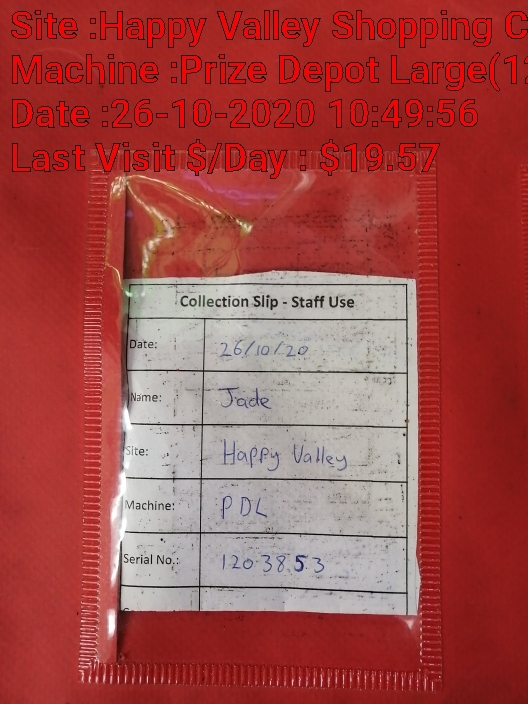 Site :Happy Valley Shopping C
Machine :Prize Depot Large(12
Date :26-10-2020 10:49:56
Last Visit $/Day : $19.57
Collection Slip - Staff Use
Date: 26/10/20
Name: Jade
Site: Happy Valley
Machine: PDL
Serial No.: 1203853